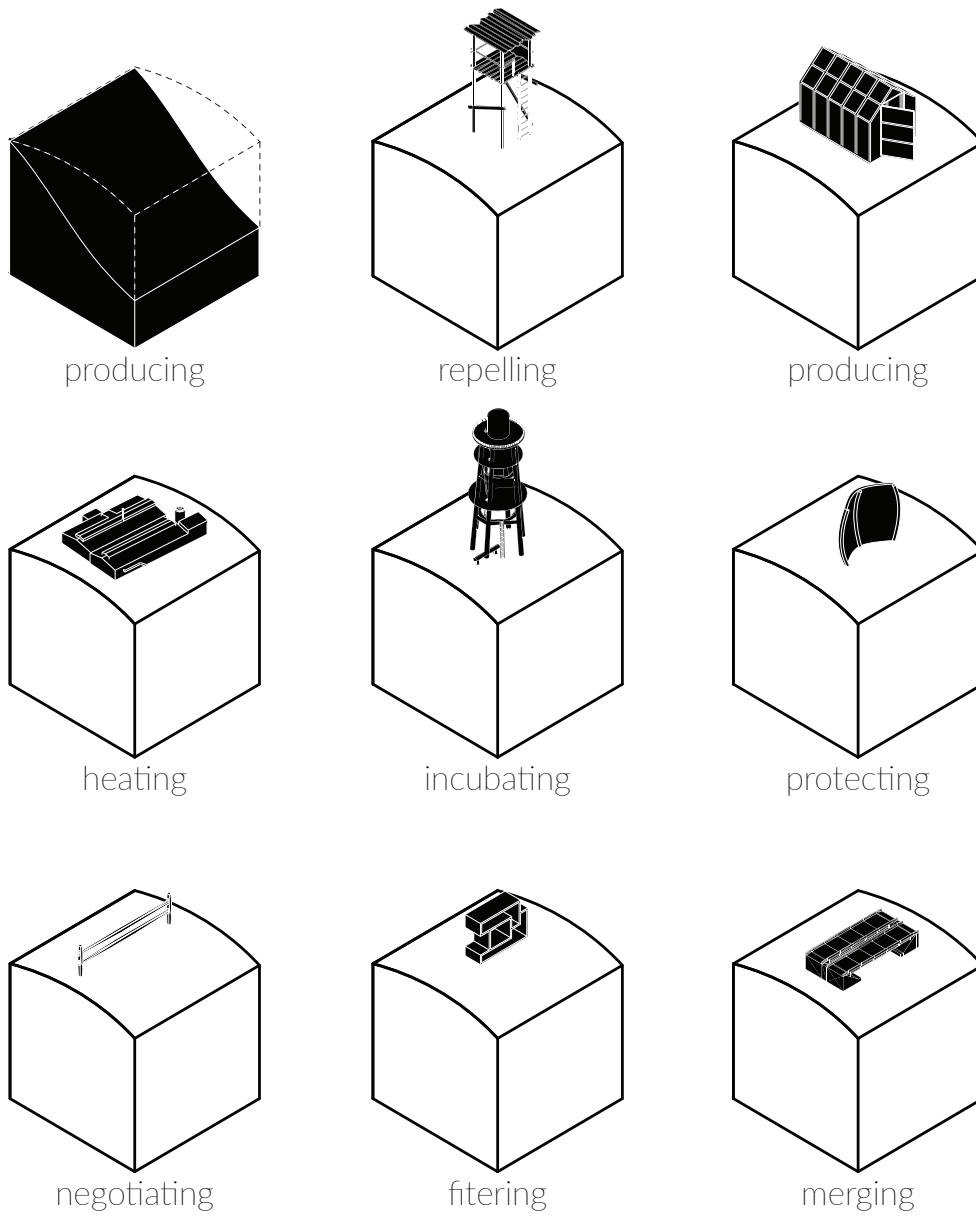 producing
repelling
producing
heating
incubating
protecting
negotiating
fitering
merging